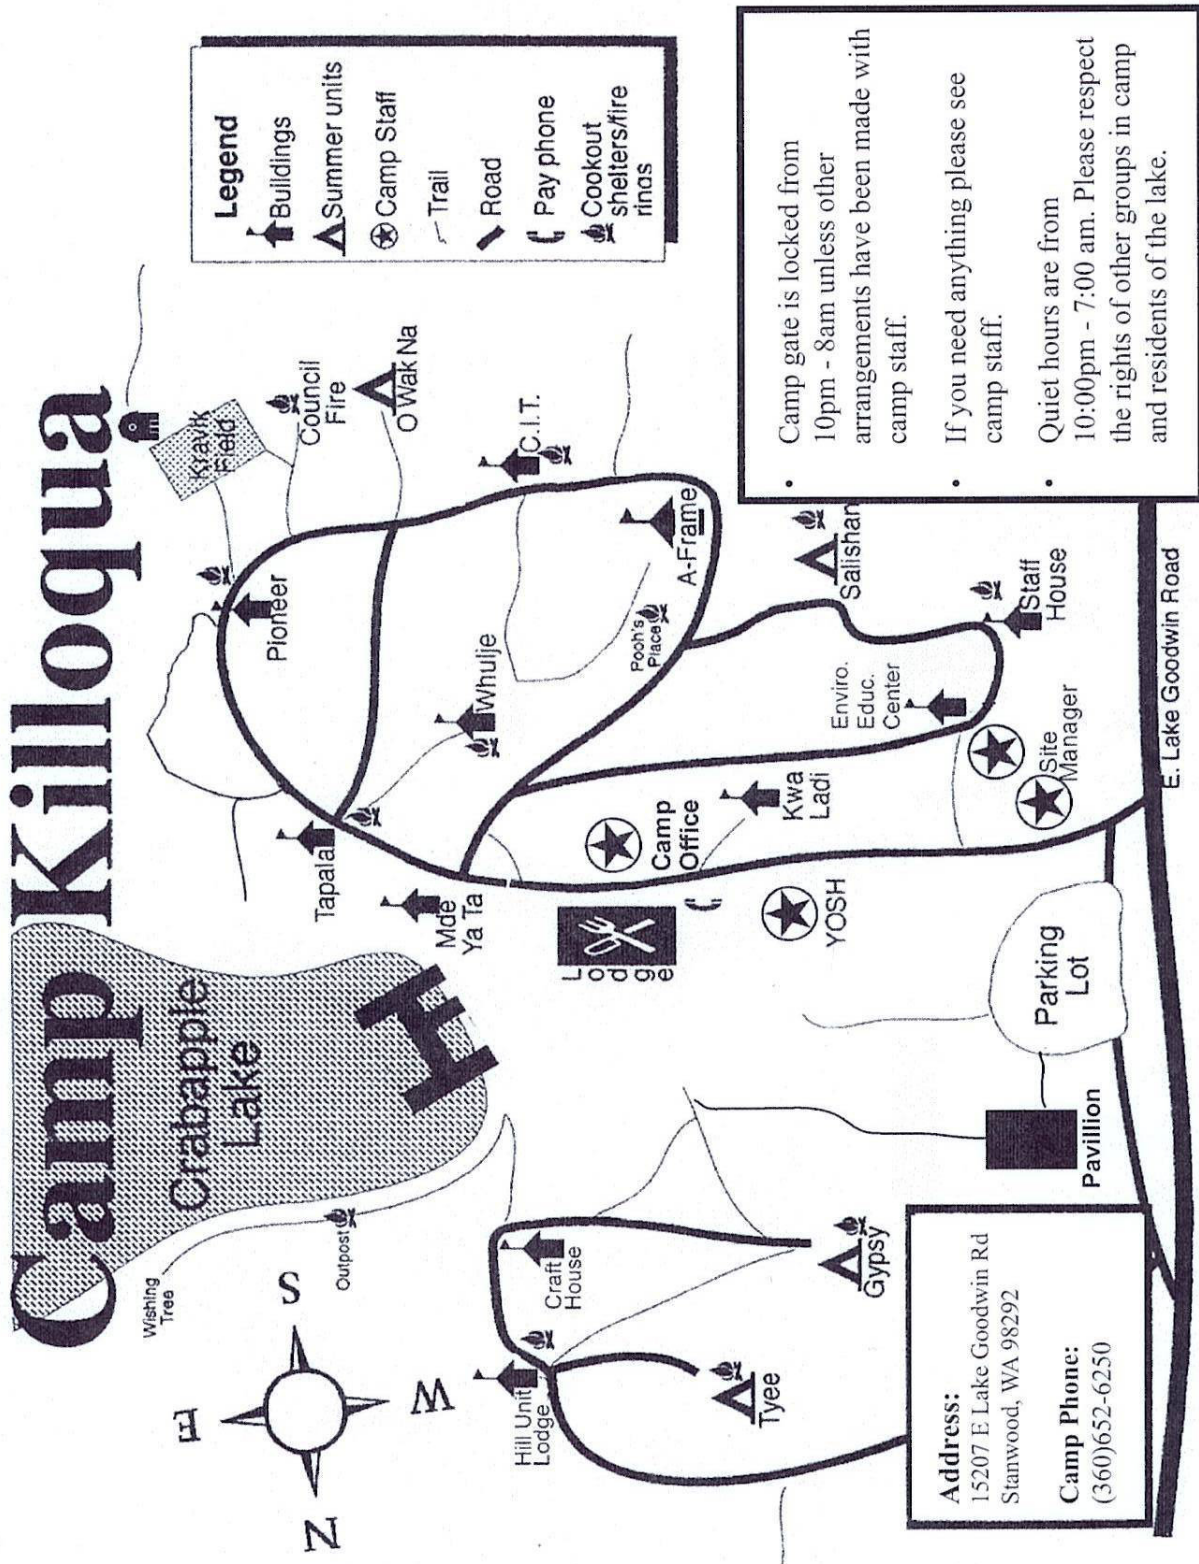 Camp Killoqua
Crabapple
Lake
Wishing
Tree
Outpost
N
E
S
W
Legend
Buildings
Summer units
Camp Staff
Trail
Road
Pay phone
Cookout
shelters/fire
rings
Kravik
Field
Council
Fire
O Wak Na
Pioneer
C.I.T.
Tapala
Whulje
A-Frame
Pooh's
Place
Mde
Ya Ta
Lodge
Camp
Office
Kwa
Ladi
YOSH
Enviro.
Educ.
Center
Salishan
Staff
House
Site
Manager
Hill Unit
Lodge
Craft
House
Tyee
Gypsy
Pavillion
Parking
Lot
E. Lake Goodwin Road
Address:
15207 E Lake Goodwin Rd
Stanwood, WA 98292
Camp Phone:
(360)652-6250
• Camp gate is locked from
10pm - 8am unless other
arrangements have been made with
camp staff.
• If you need anything please see
camp staff.
• Quiet hours are from
10:00pm - 7:00 am. Please respect
the rights of other groups in camp
and residents of the lake.